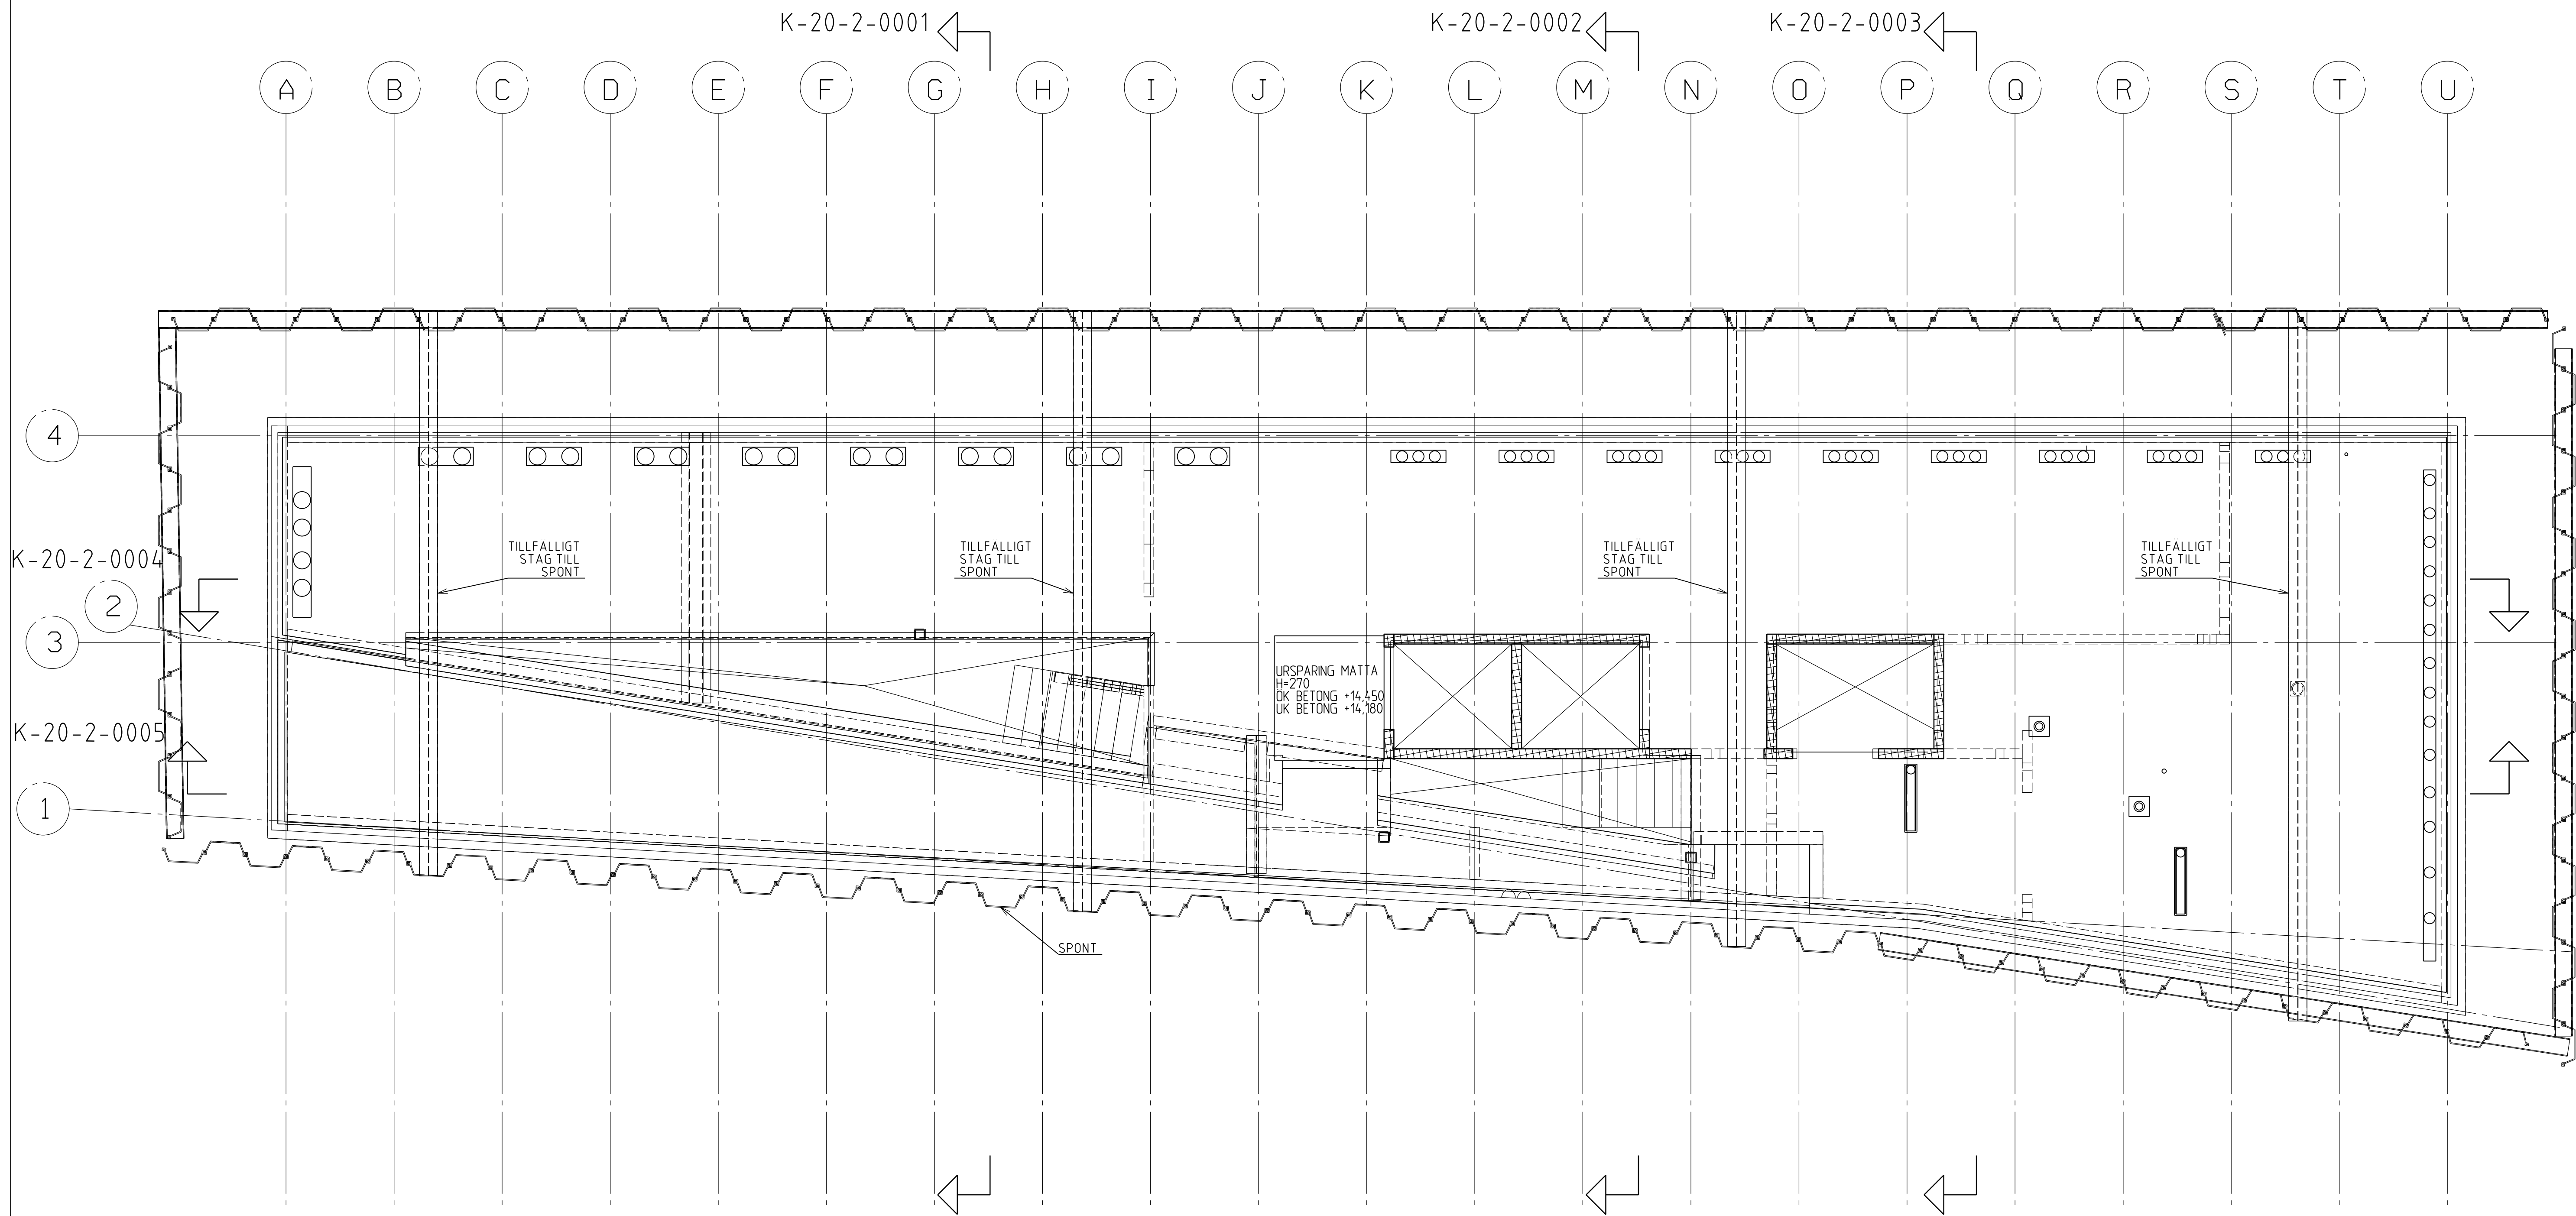 K-20-2-0001
K-20-2-0002
K-20-2-0003
A
B
C
D
E
F
G
H
I
J
K
L
M
N
O
P
Q
R
S
T
U
4
TILLFÄLLIGT
STAG TILL
SPONT
TILLFÄLLIGT
STAG TILL
SPONT
TILLFÄLLIGT
STAG TILL
SPONT
TILLFÄLLIGT
STAG TILL
SPONT
K-20-2-0004
2
3
URSPARING MATTA
H=270
OK BETONG +14,450
UK BETONG +14,180
K-20-2-0005
1
SPONT